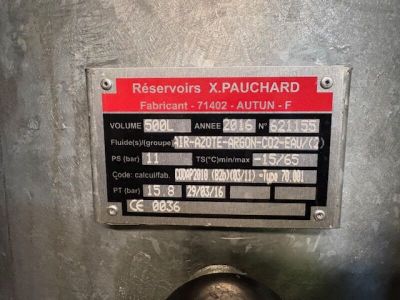 Réservoirs X.PAUCHARD
Fabricant - 71402 - AUTUN - F
VOLUME 500L ANNEE 2016 N° 621155
Fluide(s)/(groupe) AIR-AZOTE-ARGON-CO2-EAU/(2)
PS (bar) 11 TS(°C)min/max -15/65
Code: calcul/fab. CODAP2010 (B2b)(03/11) -Type 70.001
PT (bar) 15.8 29/03/16
CE 0036